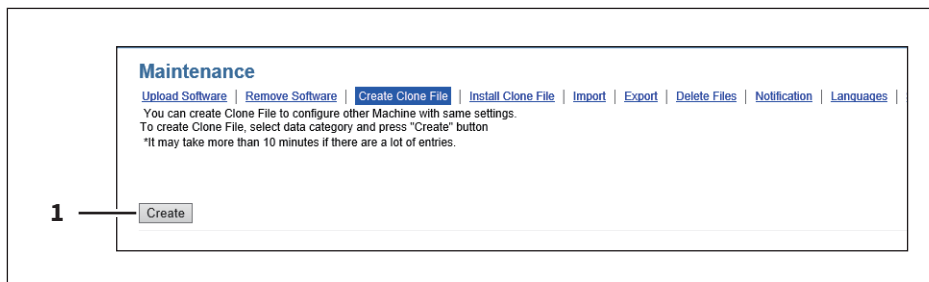 Maintenance
Upload Software | Remove Software | Create Clone File | Install Clone File | Import | Export | Delete Files | Notification | Languages |
You can create Clone File to configure other Machine with same settings.
To create Clone File, select data category and press "Create" button
*It may take more than 10 minutes if there are a lot of entries.
1 Create